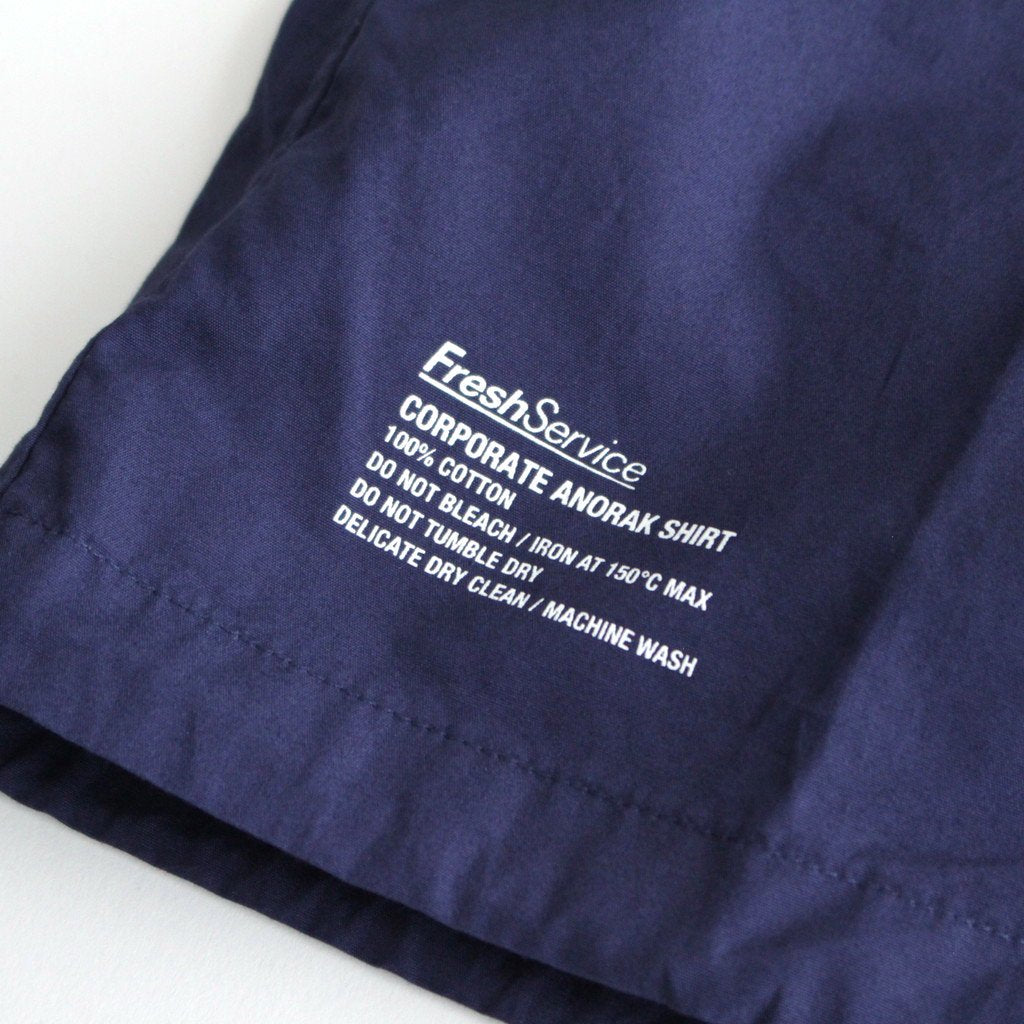 FreshService
CORPORATE ANORAK SHIRT
100% COTTON
DO NOT BLEACH / IRON AT 150°C MAX
DO NOT TUMBLE DRY
DELICATE DRY CLEAN / MACHINE WASH